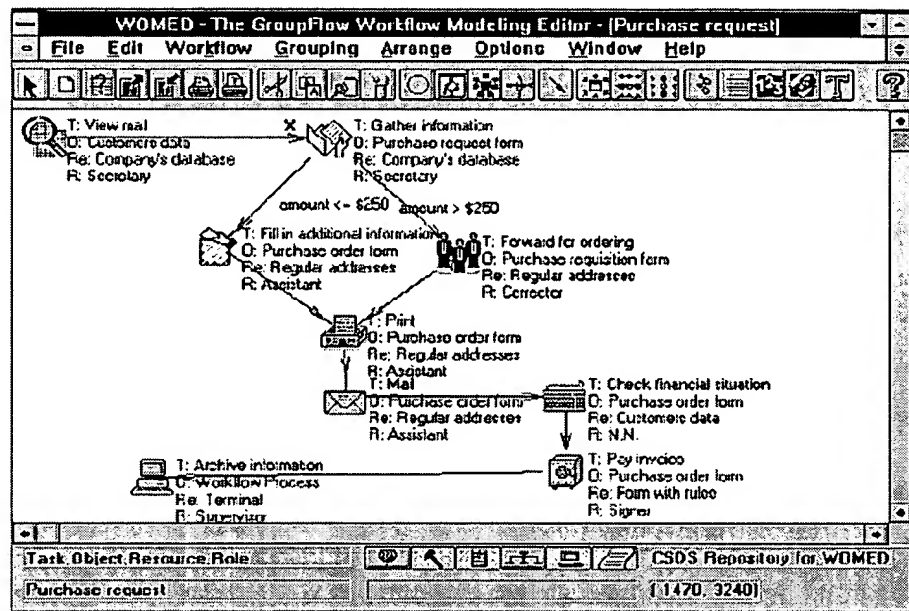 WOMED - The GroupFlow Workflow Modeling Editor - [Purchase request]
File Edit Workflow Grouping Arrange Options Window Help
T: View mail
O: Customers data
Re: Company's database
R: Secretary
X
T: Gather information
O: Purchase request form
Re: Company's database
R: Secretary
amount <= $250
amount > $250
T: Fill in additional information
O: Purchase order form
Re: Regular addresses
R: Assistant
T: Forward for ordering
O: Purchase requisition form
Re: Regular addresses
R: Corrector
T: Print
O: Purchase order form
Re: Regular addresses
R: Assistant
T: Mail
O: Purchase order form
Re: Regular addresses
R: Assistant
T: Check financial situation
O: Purchase order form
Re: Customers data
R: N.N.
T: Archive information
O: Workflow Process
Re: Terminal
R: Supervisor
T: Pay invoice
O: Purchase order form
Re: Form with rules
R: Signer
Task Object Resource Role
CSDS Repository for WOMED
Purchase request
[ 1470, 3240]